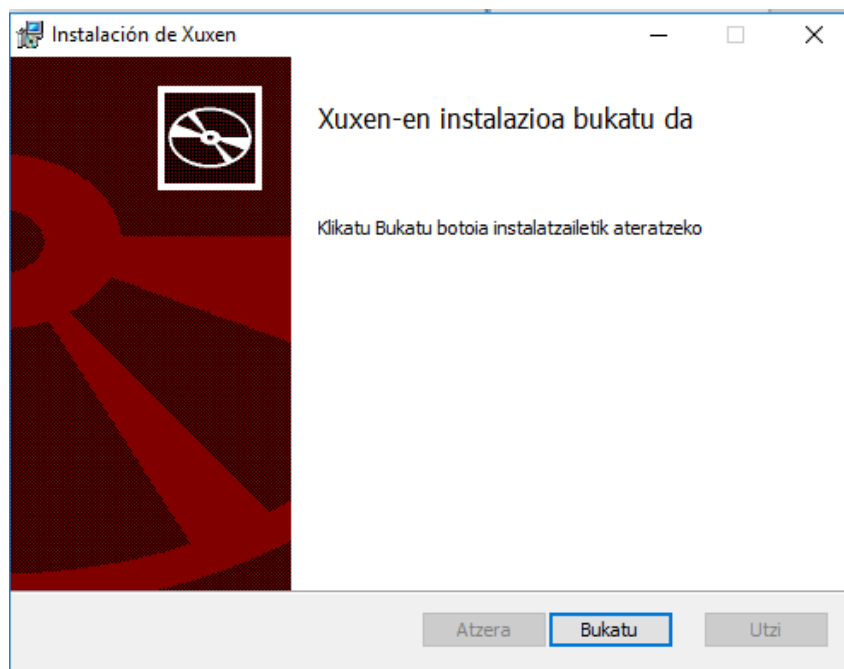 Instalación de Xuxen
Xuxen-en instalazioa bukatu da
Klikatu Bukatu botoia instalatzailetik ateratzeko
Atzera
Bukatu
Utzi